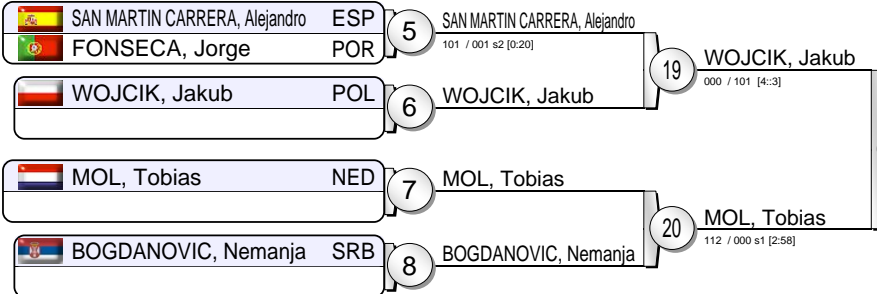 SAN MARTIN CARRERA, Alejandro ESP
FONSECA, Jorge POR
5
SAN MARTIN CARRERA, Alejandro
101 / 001 s2 [0:20]
WOJCIK, Jakub POL
6
WOJCIK, Jakub
19
WOJCIK, Jakub
000 / 101 [4::3]
MOL, Tobias NED
7
MOL, Tobias
BOGDANOVIC, Nemanja SRB
8
BOGDANOVIC, Nemanja
20
MOL, Tobias
112 / 000 s1 [2:58]